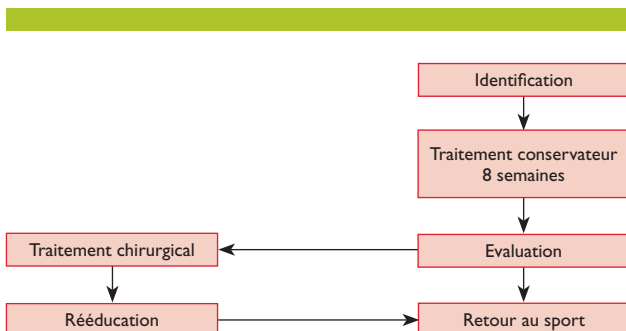 Identification
Traitement conservateur
8 semaines
Traitement chirurgical
Evaluation
Rééducation
Retour au sport